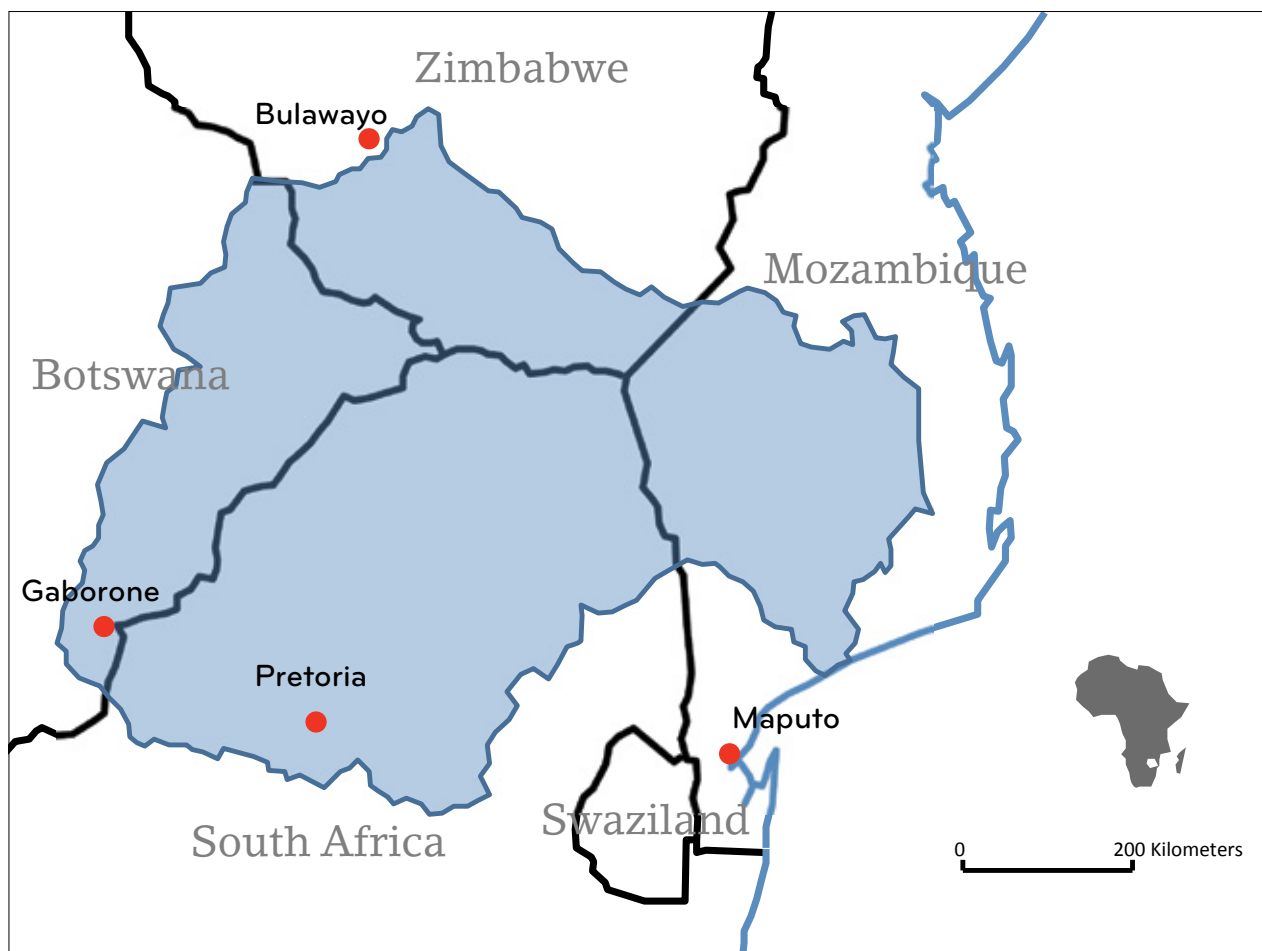 Zimbabwe
Bulawayo
Mozambique
Botswana
Gaborone
Pretoria
Maputo
Swaziland
South Africa
0 200 Kilometers